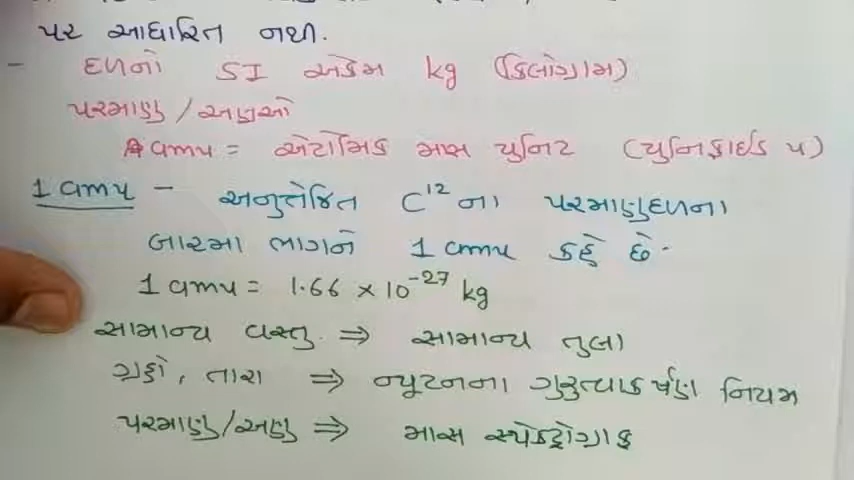 પર આધારિત નથી.
- દળનો SI એકમ kg (કિલોગ્રામ)
પરમાણુ/અણુઓ
amu = એટોમિક માસ યુનિટ (યુનિફાઈડ u)
1 amu - અનુત્તેજિત C¹² ના પરમાણુદળના
બારમા ભાગને 1 amu કહે છે.
1 amu = 1.66 × 10⁻²⁷ kg
સામાન્ય વસ્તુ ⇒ સામાન્ય તુલા
ગ્રહો, તારા ⇒ ન્યૂટનના ગુરુત્વાકર્ષણ નિયમ
પરમાણુ/અણુ ⇒ માસ સ્પેક્ટ્રોગ્રાફ